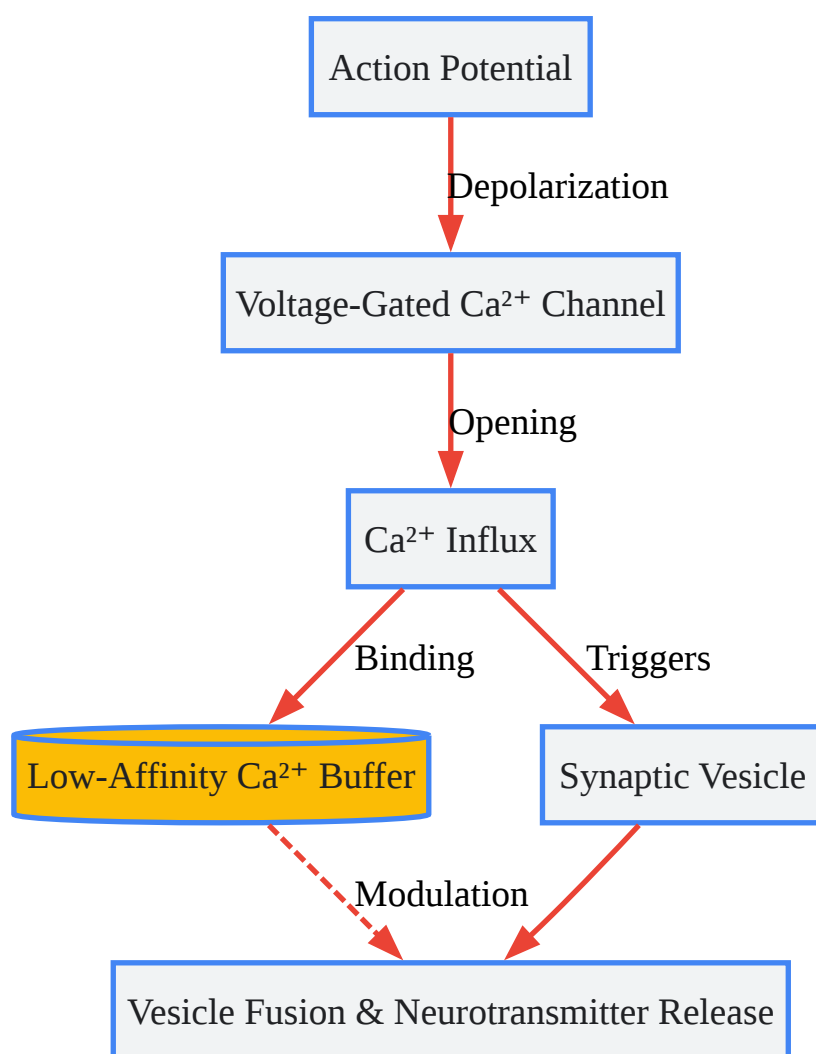 Action Potential
Depolarization
Voltage-Gated Ca²⁺ Channel
Opening
Ca²⁺ Influx
Binding
Triggers
Low-Affinity Ca²⁺ Buffer
Synaptic Vesicle
Modulation
Vesicle Fusion & Neurotransmitter Release